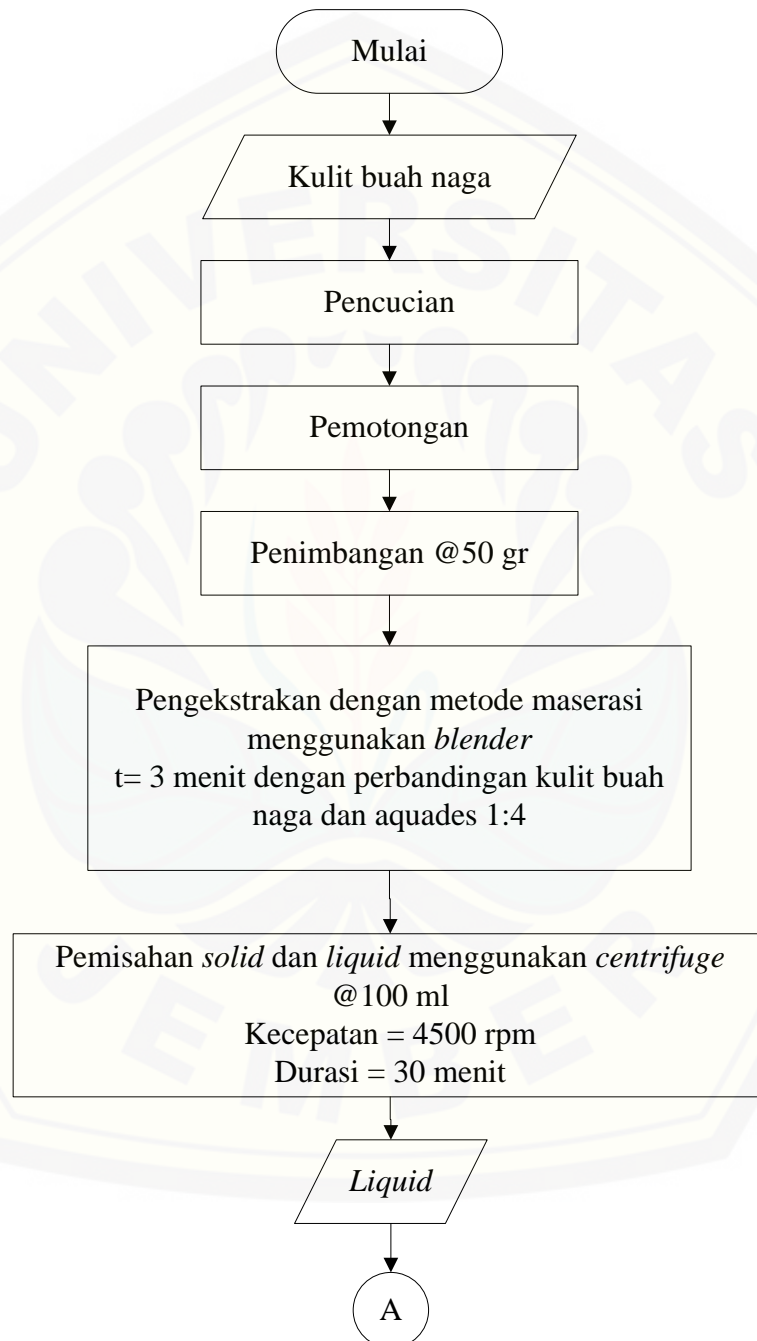 Mulai
Kulit buah naga
Pencucian
Pemotongan
Penimbangan @50 gr
Pengekstrakan dengan metode maserasi
menggunakan blender
t= 3 menit dengan perbandingan kulit buah
naga dan aquades 1:4
Pemisahan solid dan liquid menggunakan centrifuge
@100 ml
Kecepatan = 4500 rpm
Durasi = 30 menit
Liquid
A
UNIVERSITAS
JEMBER